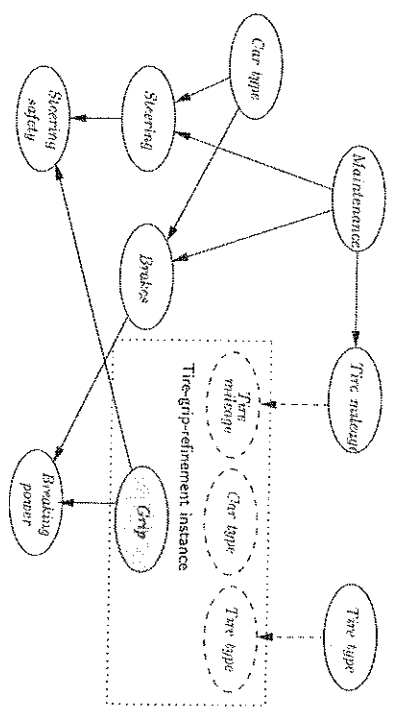 Maintenance
Tire mileage
Tire type
Car type
Tire
mileage
Car type
Tire type
Tire-grip-refinement instance
Steering
Brakes
Grip
Steering
safety
Breaking
power